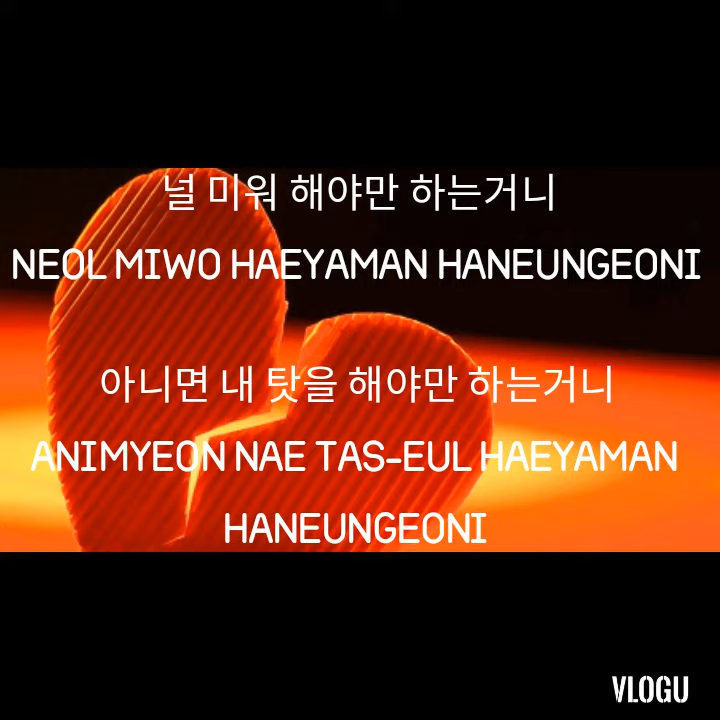 널 미워 해야만 하는거니
NEOL MIWO HAEYAMAN HANEUNGEONI
아니면 내 탓을 해야만 하는거니
ANIMYEON NAE TAS-EUL HAEYAMAN
HANEUNGEONI
VLOGU